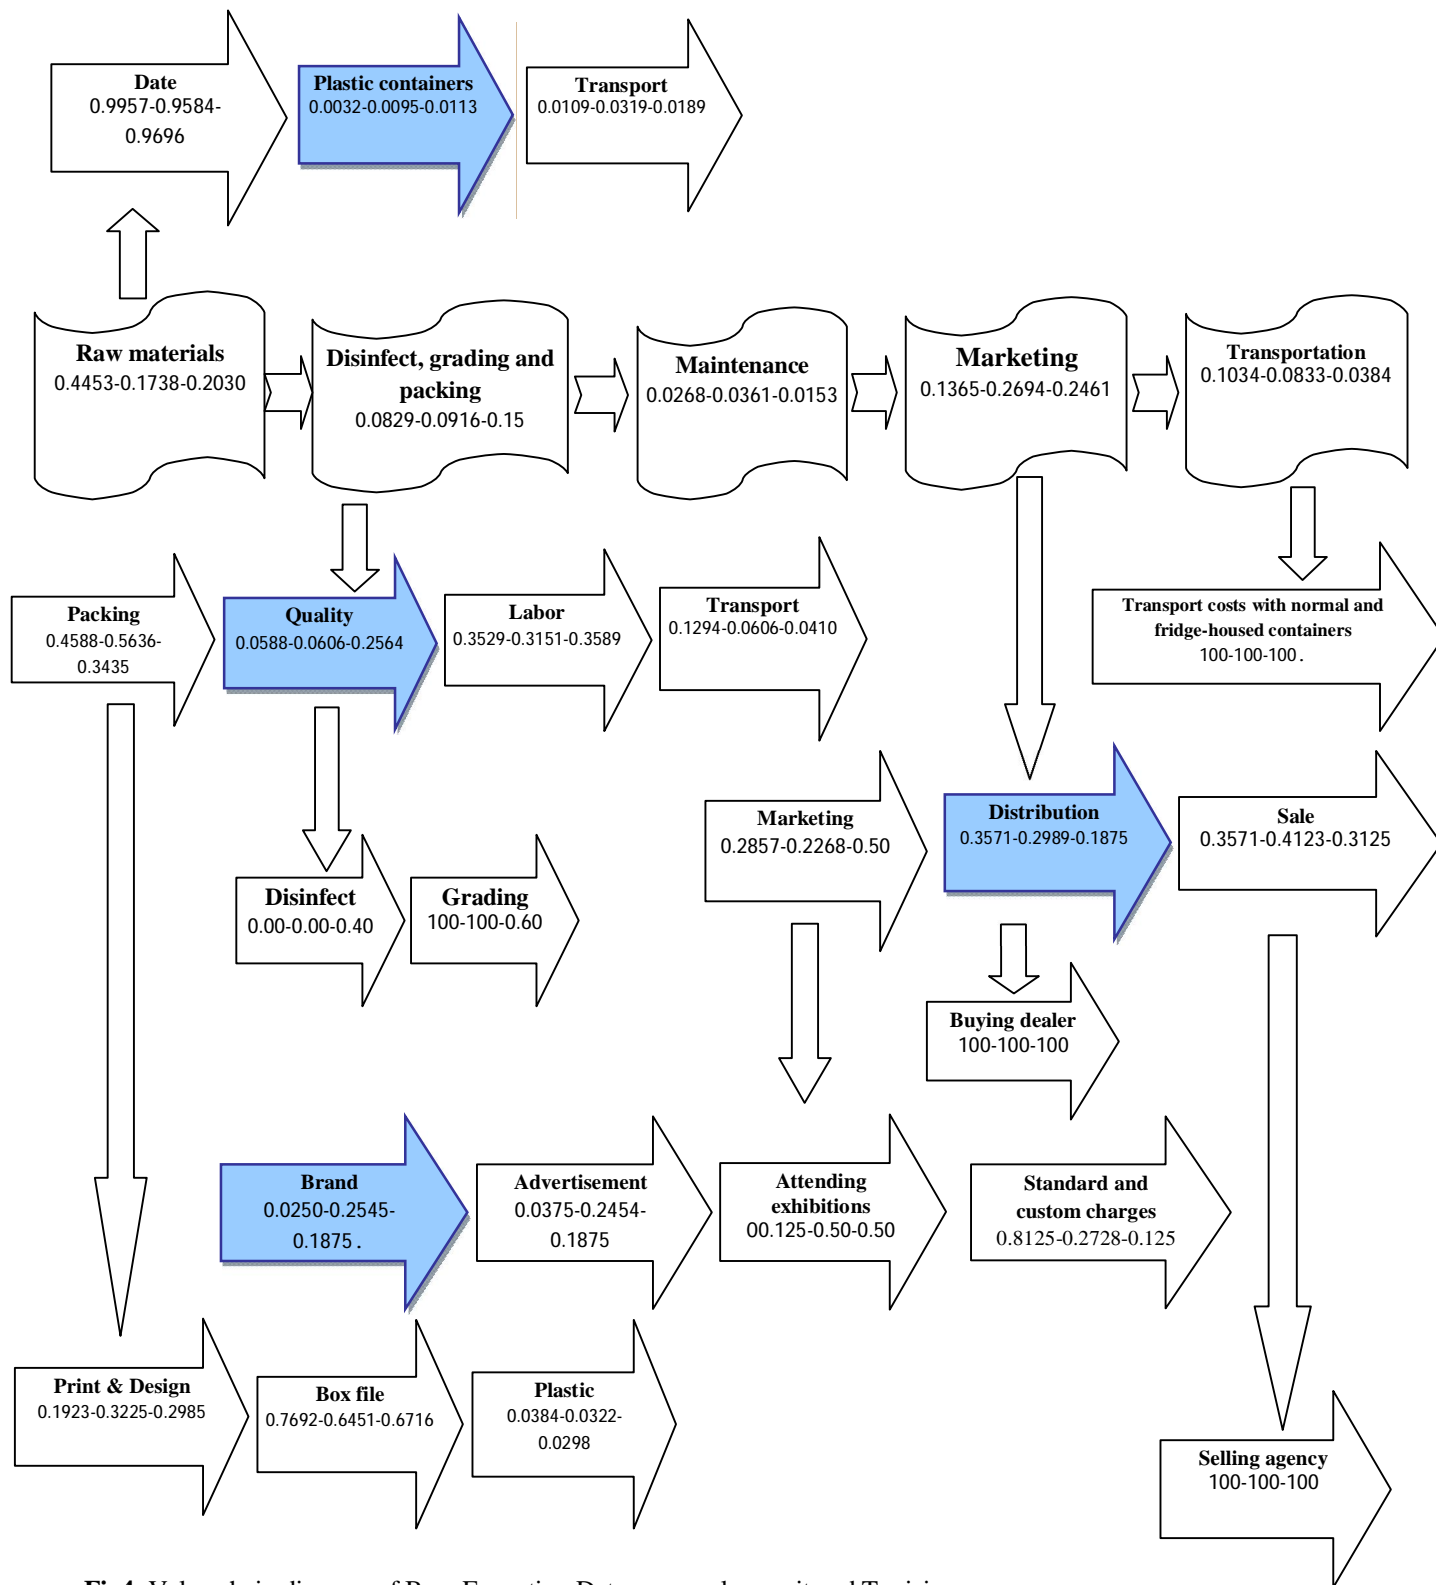 Date
0.9957-0.9584-
0.9696
Plastic containers
0.0032-0.0095-0.0113
Transport
0.0109-0.0319-0.0189
Raw materials
0.4453-0.1738-0.2030
Disinfect, grading and
packing
0.0829-0.0916-0.15
Maintenance
0.0268-0.0361-0.0153
Marketing
0.1365-0.2694-0.2461
Transportation
0.1034-0.0833-0.0384
Packing
0.4588-0.5636-
0.3435
Quality
0.0588-0.0606-0.2564
Labor
0.3529-0.3151-0.3589
Transport
0.1294-0.0606-0.0410
Transport costs with normal and
fridge-housed containers
100-100-100.
Marketing
0.2857-0.2268-0.50
Distribution
0.3571-0.2989-0.1875
Sale
0.3571-0.4123-0.3125
Disinfect
0.00-0.00-0.40
Grading
100-100-0.60
Buying dealer
100-100-100
Brand
0.0250-0.2545-
0.1875.
Advertisement
0.0375-0.2454-
0.1875
Attending
exhibitions
00.125-0.50-0.50
Standard and
custom charges
0.8125-0.2728-0.125
Print & Design
0.1923-0.3225-0.2985
Box file
0.7692-0.6451-0.6716
Plastic
0.0384-0.0322-
0.0298
Selling agency
100-100-100